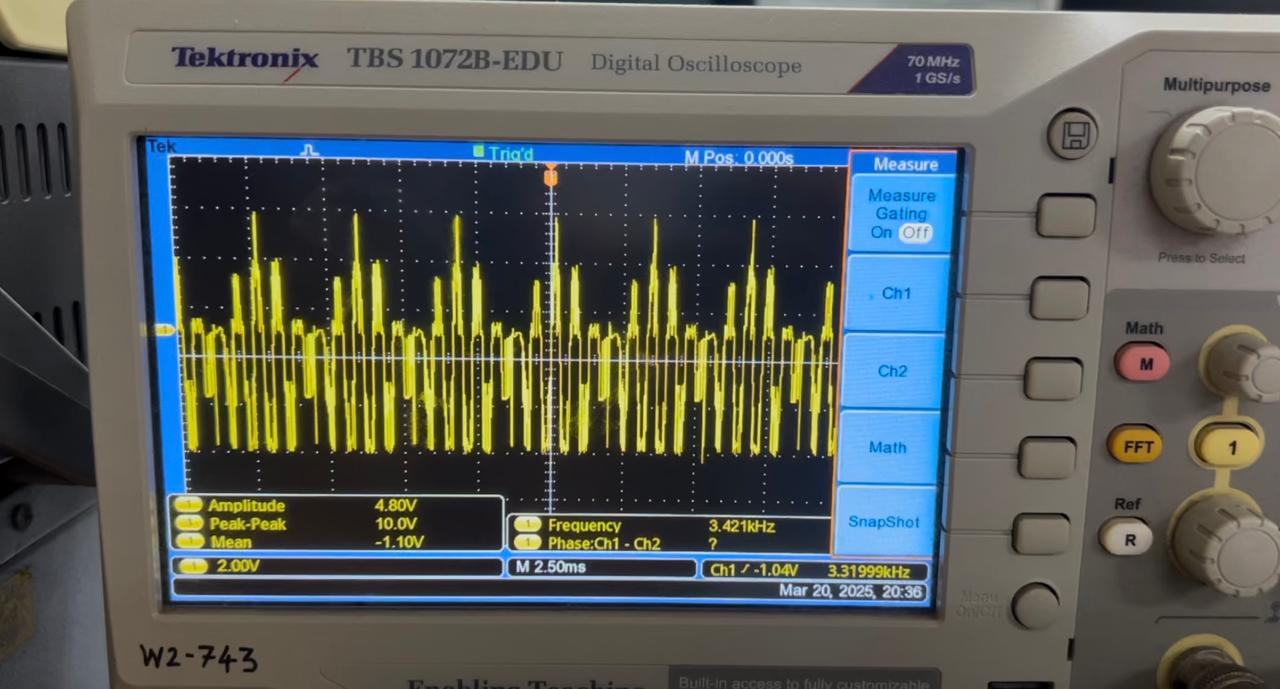 Tektronix TBS 1072B-EDU Digital Oscilloscope
70 MHz
1 GS/s
Multipurpose
Press to Select
Tek
Trig'd
M Pos: 0.000s
Measure
Measure
Gating
On Off
Ch1
Ch2
Math
SnapShot
1 Amplitude 4.80V
1 Peak-Peak 10.0V
1 Mean -1.10V
1 Frequency 3.421kHz
1 Phase:Ch1 - Ch2 ?
1 2.00V
M 2.50ms
Ch1 -1.04V 3.31999kHz
Mar 20, 2025, 20:36
Math
M
FFT
1
Ref
R
Menu
On/Off
W2-743
Enabling Teaching
Built-in access to fully customizable